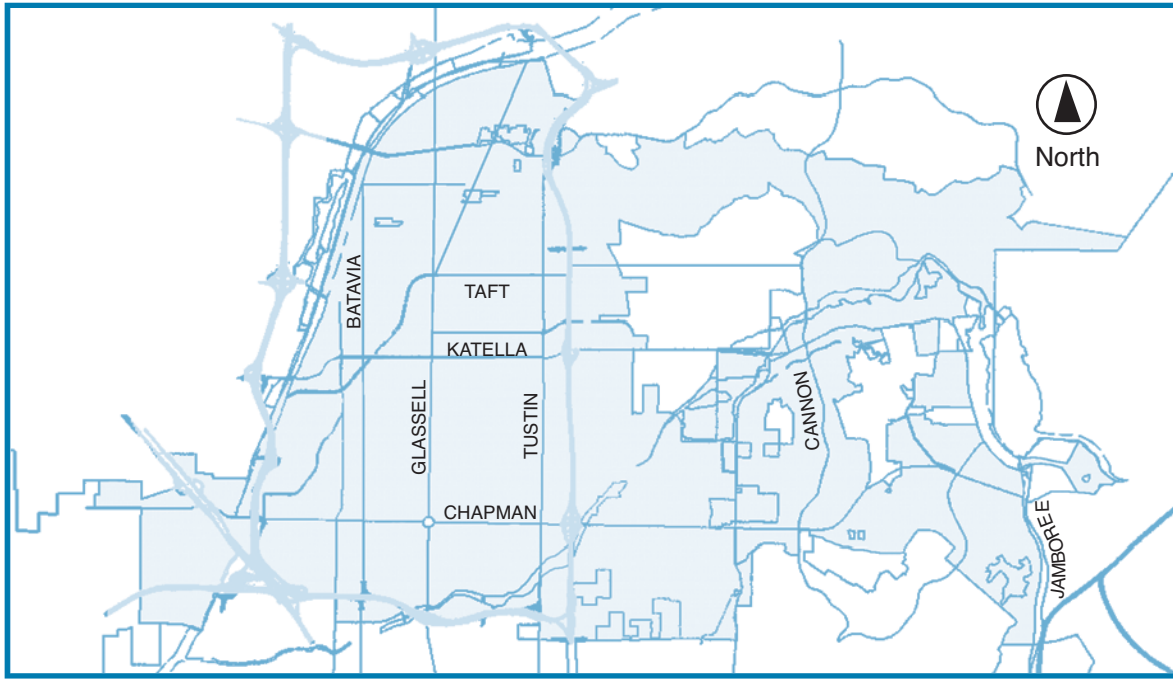 North
BATAVIA
TAFT
KATELLA
GLASSELL
TUSTIN
CANNON
CHAPMAN
JAMBOREE